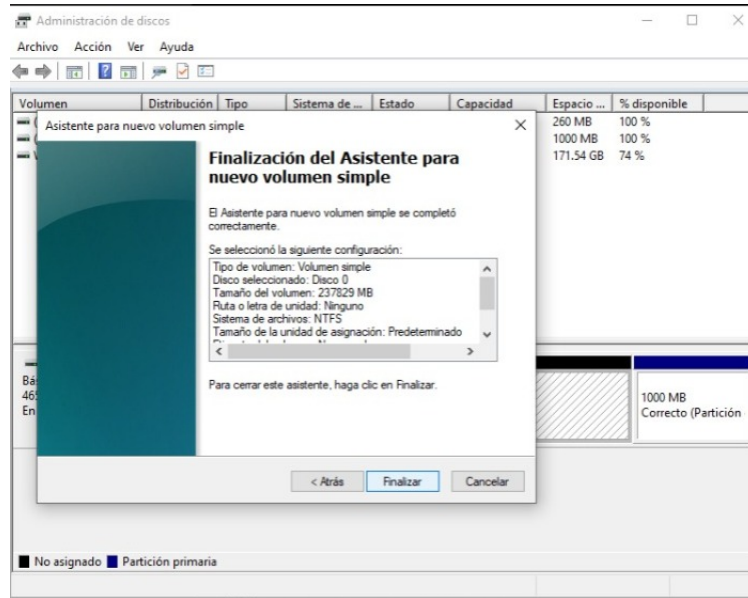 Administración de discos
Archivo Acción Ver Ayuda
Volumen Distribución Tipo Sistema de ... Estado Capacidad Espacio ... % disponible
260 MB 100 %
1000 MB 100 %
171.54 GB 74 %
Asistente para nuevo volumen simple
Finalización del Asistente para
nuevo volumen simple
El Asistente para nuevo volumen simple se completó
correctamente.
Se seleccionó la siguiente configuración:
Tipo de volumen: Volumen simple
Disco seleccionado: Disco 0
Tamaño del volumen: 237829 MB
Ruta o letra de unidad: Ninguno
Sistema de archivos: NTFS
Tamaño de la unidad de asignación: Predeterminado
Para cerrar este asistente, haga clic en Finalizar.
< Atrás Finalizar Cancelar
Bá
465
En
1000 MB
Correcto (Partición
No asignado Partición primaria